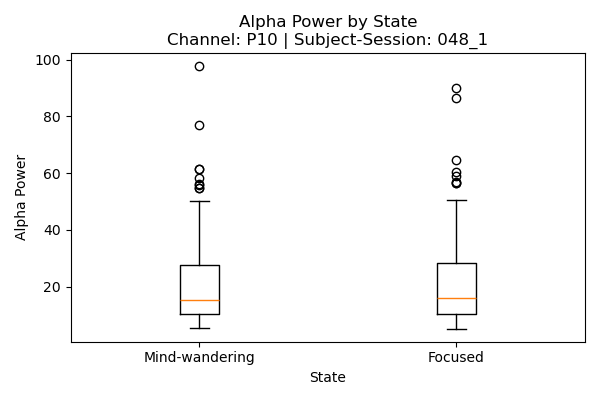 Alpha Power by State
Channel: P10 | Subject-Session: 048_1
100
80
60
40
20
Alpha Power
Mind-wandering
Focused
State